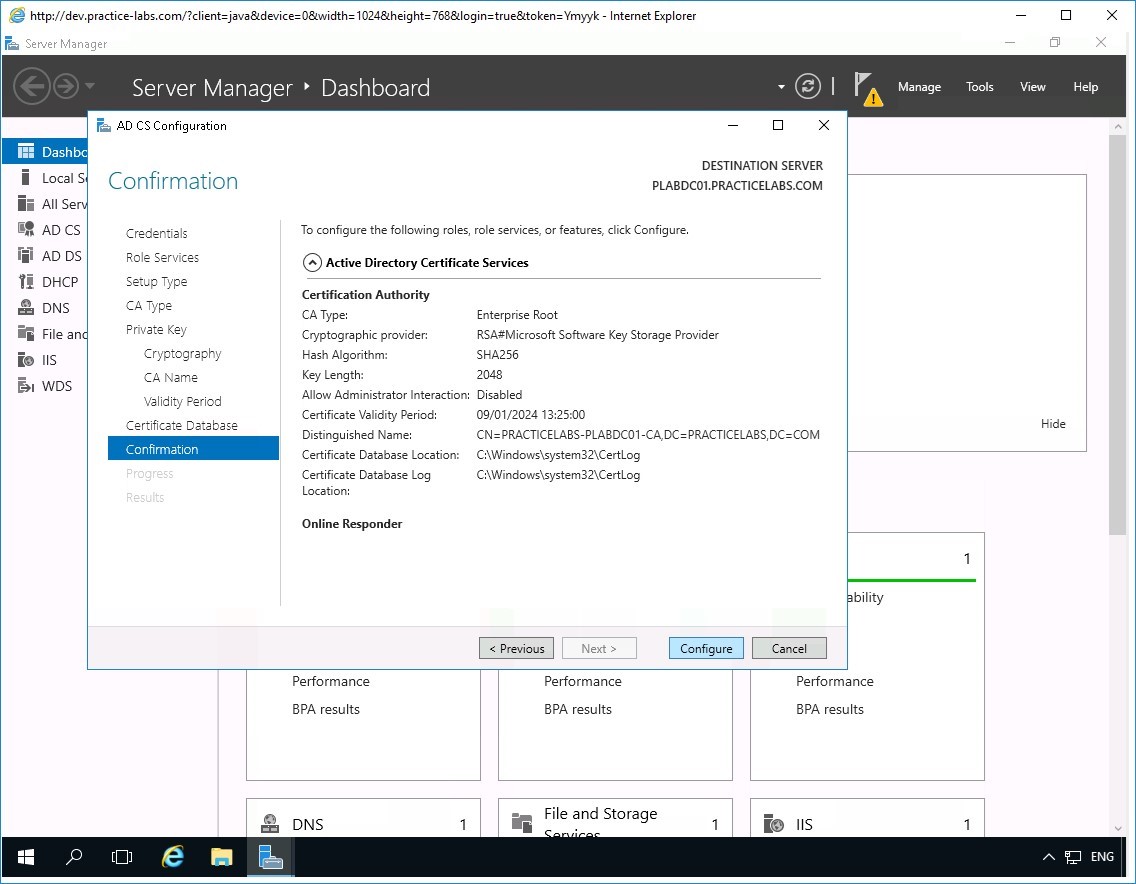 http://dev.practice-labs.com/?client=java&device=0&width=1024&height=768&login=true&token=Ymyyk - Internet Explorer
Server Manager
Server Manager
Dashboard
Manage
Tools
View
Help
AD CS Configuration
Confirmation
DESTINATION SERVER
PLABDC01.PRACTICELABS.COM
Dashbo
Local Se
All Serv
AD CS
AD DS
DHCP
DNS
File and
IIS
WDS
Credentials
Role Services
Setup Type
CA Type
Private Key
Cryptography
CA Name
Validity Period
Certificate Database
Confirmation
Progress
Results
To configure the following roles, role services, or features, click Configure.
Active Directory Certificate Services
Certification Authority
CA Type: Enterprise Root
Cryptographic provider: RSA#Microsoft Software Key Storage Provider
Hash Algorithm: SHA256
Key Length: 2048
Allow Administrator Interaction: Disabled
Certificate Validity Period: 09/01/2024 13:25:00
Distinguished Name: CN=PRACTICELABS-PLABDC01-CA,DC=PRACTICELABS,DC=COM
Certificate Database Location: C:\Windows\system32\CertLog
Certificate Database Log C:\Windows\system32\CertLog
Location:
Online Responder
< Previous
Next >
Configure
Cancel
Hide
1
ability
Performance
BPA results
Performance
BPA results
Performance
BPA results
DNS 1
File and Storage
Services
1
IIS 1
ENG